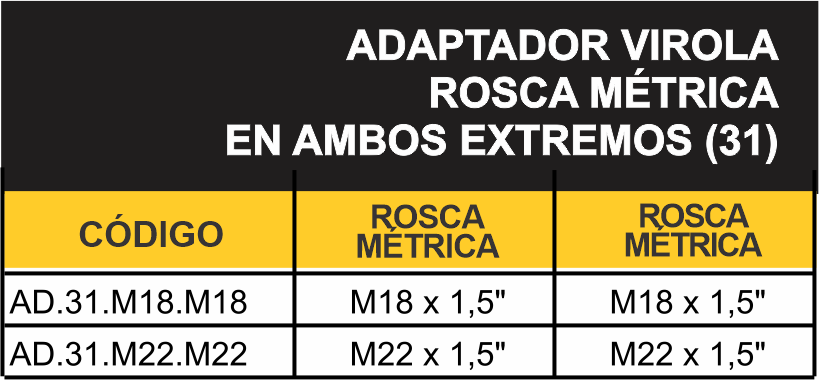 ADAPTADOR VIROLA
ROSCA MÉTRICA
EN AMBOS EXTREMOS (31)
CÓDIGO ROSCA MÉTRICA ROSCA MÉTRICA
AD.31.M18.M18 M18 x 1,5" M18 x 1,5"
AD.31.M22.M22 M22 x 1,5" M22 x 1,5"